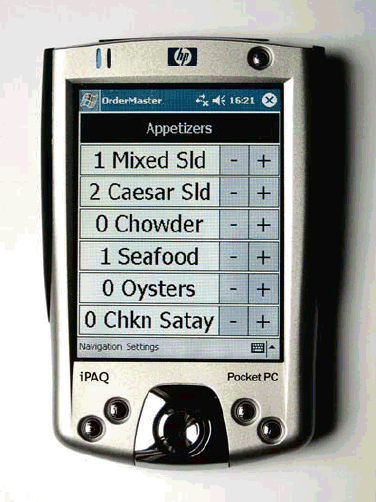 hp
OrderMaster 16:21
Appetizers
1 Mixed Sld - +
2 Caesar Sld - +
0 Chowder - +
1 Seafood - +
0 Oysters - +
0 Chkn Satay - +
Navigation Settings
iPAQ Pocket PC